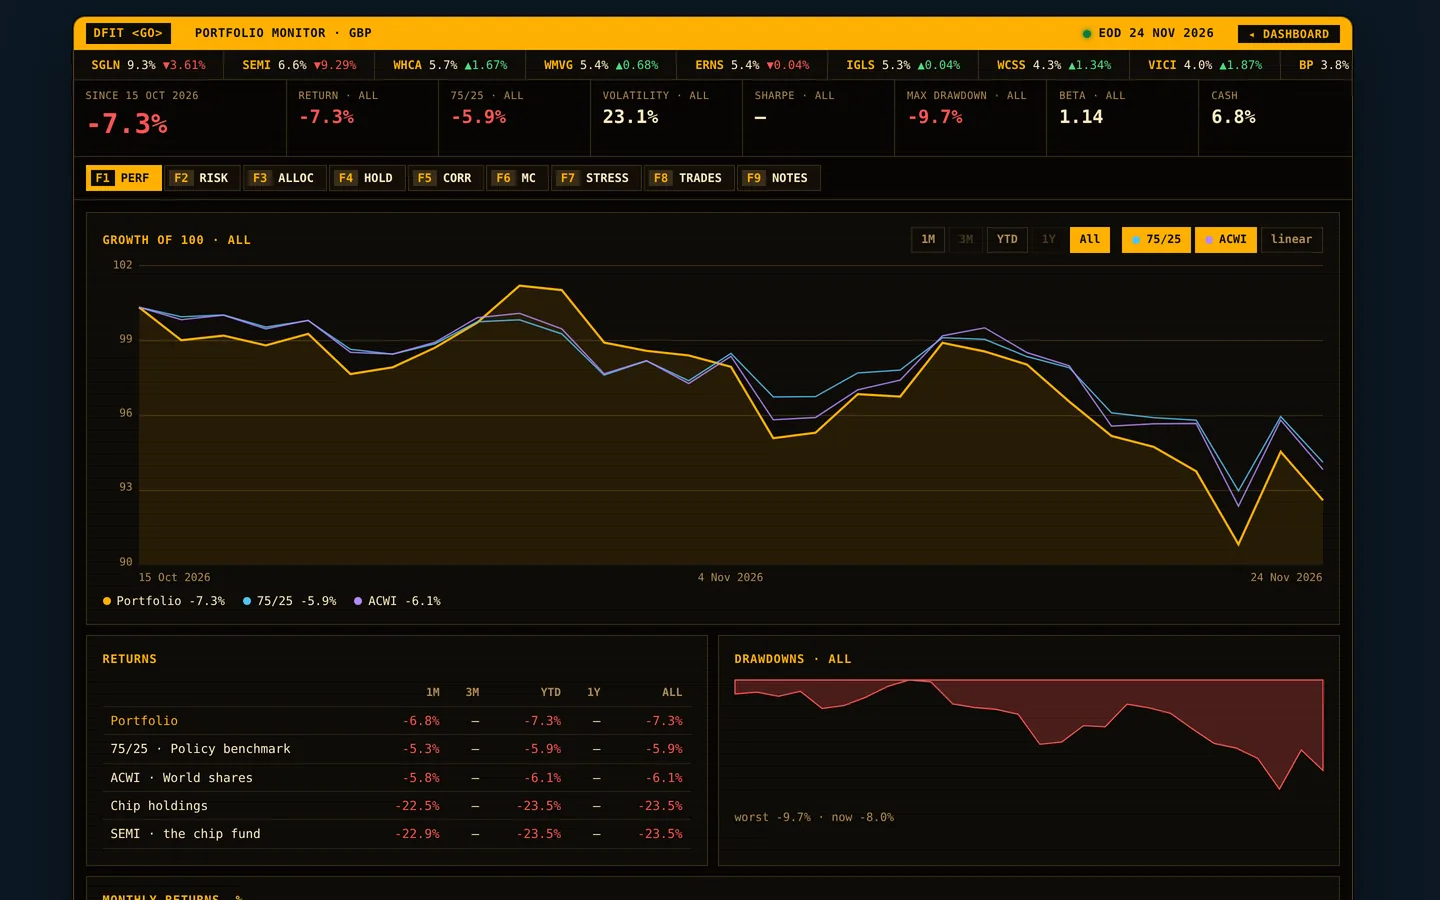 DFIT <GO> PORTFOLIO MONITOR · GBP EOD 24 NOV 2026 ◂ DASHBOARD
SGLN 9.3% ▼3.61% SEMI 6.6% ▼9.29% WHCA 5.7% ▲1.67% WMVG 5.4% ▲0.68% ERNS 5.4% ▼0.04% IGLS 5.3% ▲0.04% WCSS 4.3% ▲1.34% VICI 4.0% ▲1.87% BP 3.8%
SINCE 15 OCT 2026 RETURN · ALL 75/25 · ALL VOLATILITY · ALL SHARPE · ALL MAX DRAWDOWN · ALL BETA · ALL CASH
-7.3% -7.3% -5.9% 23.1% — -9.7% 1.14 6.8%
F1 PERF F2 RISK F3 ALLOC F4 HOLD F5 CORR F6 MC F7 STRESS F8 TRADES F9 NOTES
GROWTH OF 100 · ALL 1M 3M YTD 1Y All 75/25 ACWI linear
102
99
96
93
90
15 Oct 2026 4 Nov 2026 24 Nov 2026
Portfolio -7.3% 75/25 -5.9% ACWI -6.1%
RETURNS
1M 3M YTD 1Y ALL
Portfolio -6.8% — -7.3% — -7.3%
75/25 · Policy benchmark -5.3% — -5.9% — -5.9%
ACWI · World shares -5.8% — -6.1% — -6.1%
Chip holdings -22.5% — -23.5% — -23.5%
SEMI · the chip fund -22.9% — -23.5% — -23.5%
DRAWDOWNS · ALL
worst -9.7% · now -8.0%
MONTHLY RETURNS, %